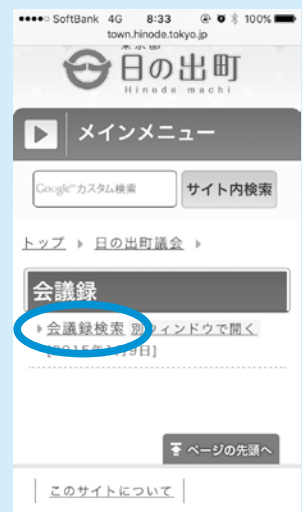 SoftBank 4G 8:33 100%
town.hinode.tokyo.jp
日の出町
Hinode machi
メインメニュー
Google™ カスタム検索 サイト内検索
トップ 日の出町議会
会議録
会議録検索 別ウィンドウで開く
ページの先頭へ
このサイトについて